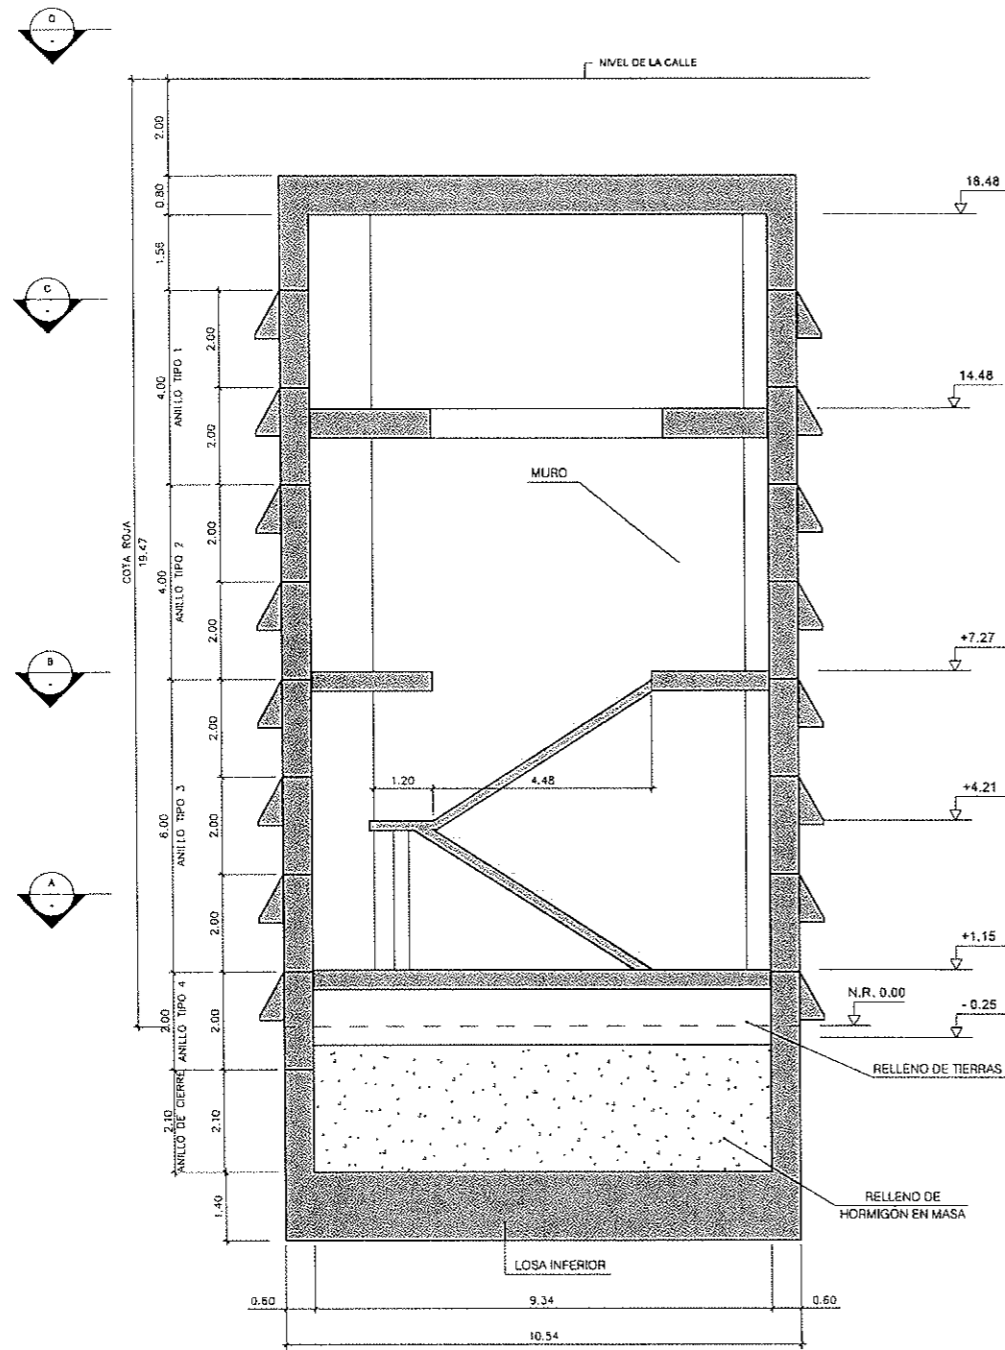 D
-
NIVEL DE LA CALLE
2.00
0.80
18.48
1.56
C
-
2.00
4.00
ANILLO TIPO 1
14.48
2.00
MURO
COTA ROJA
19.47
2.00
4.00
ANILLO TIPO 2
2.00
B
-
+7.27
2.00
1.20
4.48
6.00
ANILLO TIPO 3
2.00
+4.21
A
-
2.00
+1.15
N.R. 0.00
- 0.25
2.00
ANILLO TIPO 4
2.00
RELLENO DE TIERRAS
2.10
ANILLO DE CIERRE
2.10
RELLENO DE
HORMIGÓN EN MASA
1.40
LOSA INFERIOR
0.60
9.34
0.60
10.54